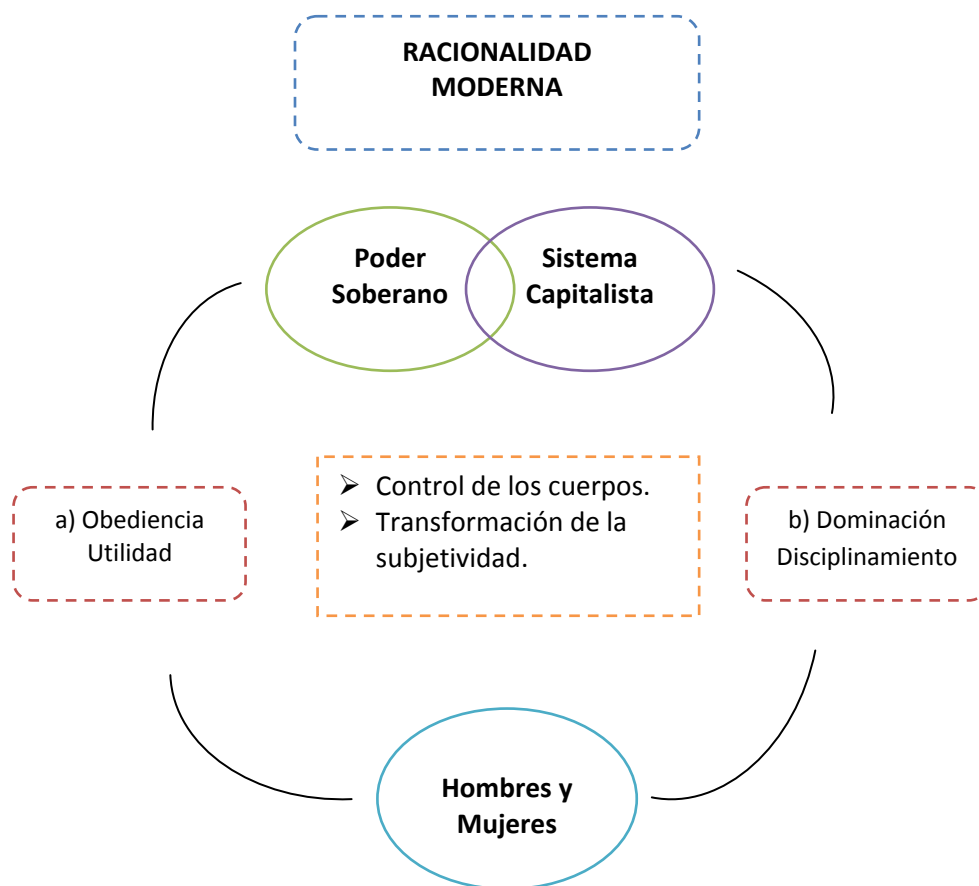 RACIONALIDAD
MODERNA
Poder
Soberano
Sistema
Capitalista
a) Obediencia
Utilidad
➢ Control de los cuerpos.
➢ Transformación de la
subjetividad.
b) Dominación
Disciplinamiento
Hombres y
Mujeres